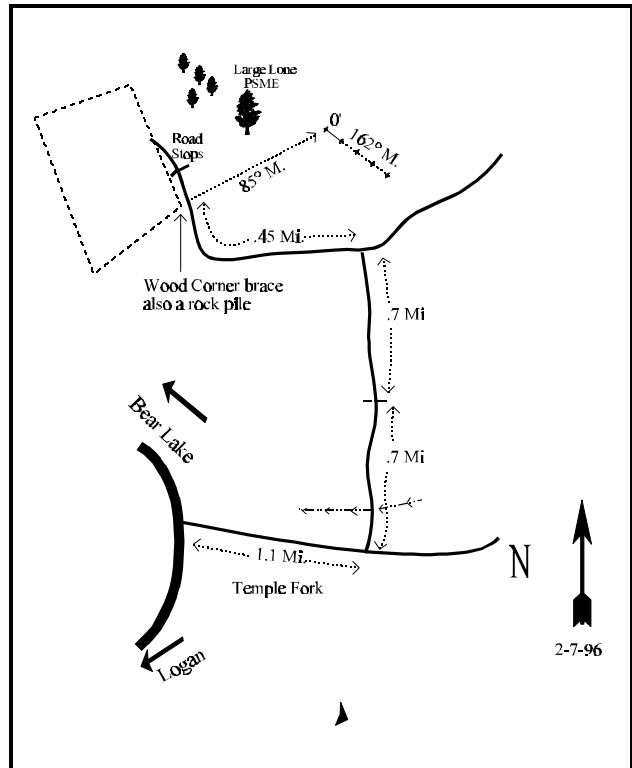 Large Lone
PSME
0'
162° M.
Road
Stops
85° M.
.45 Mi.
Wood Corner brace
also a rock pile
.7 Mi
Bear Lake
.7 Mi
1.1 Mi.
Temple Fork
N
Logan
2-7-96